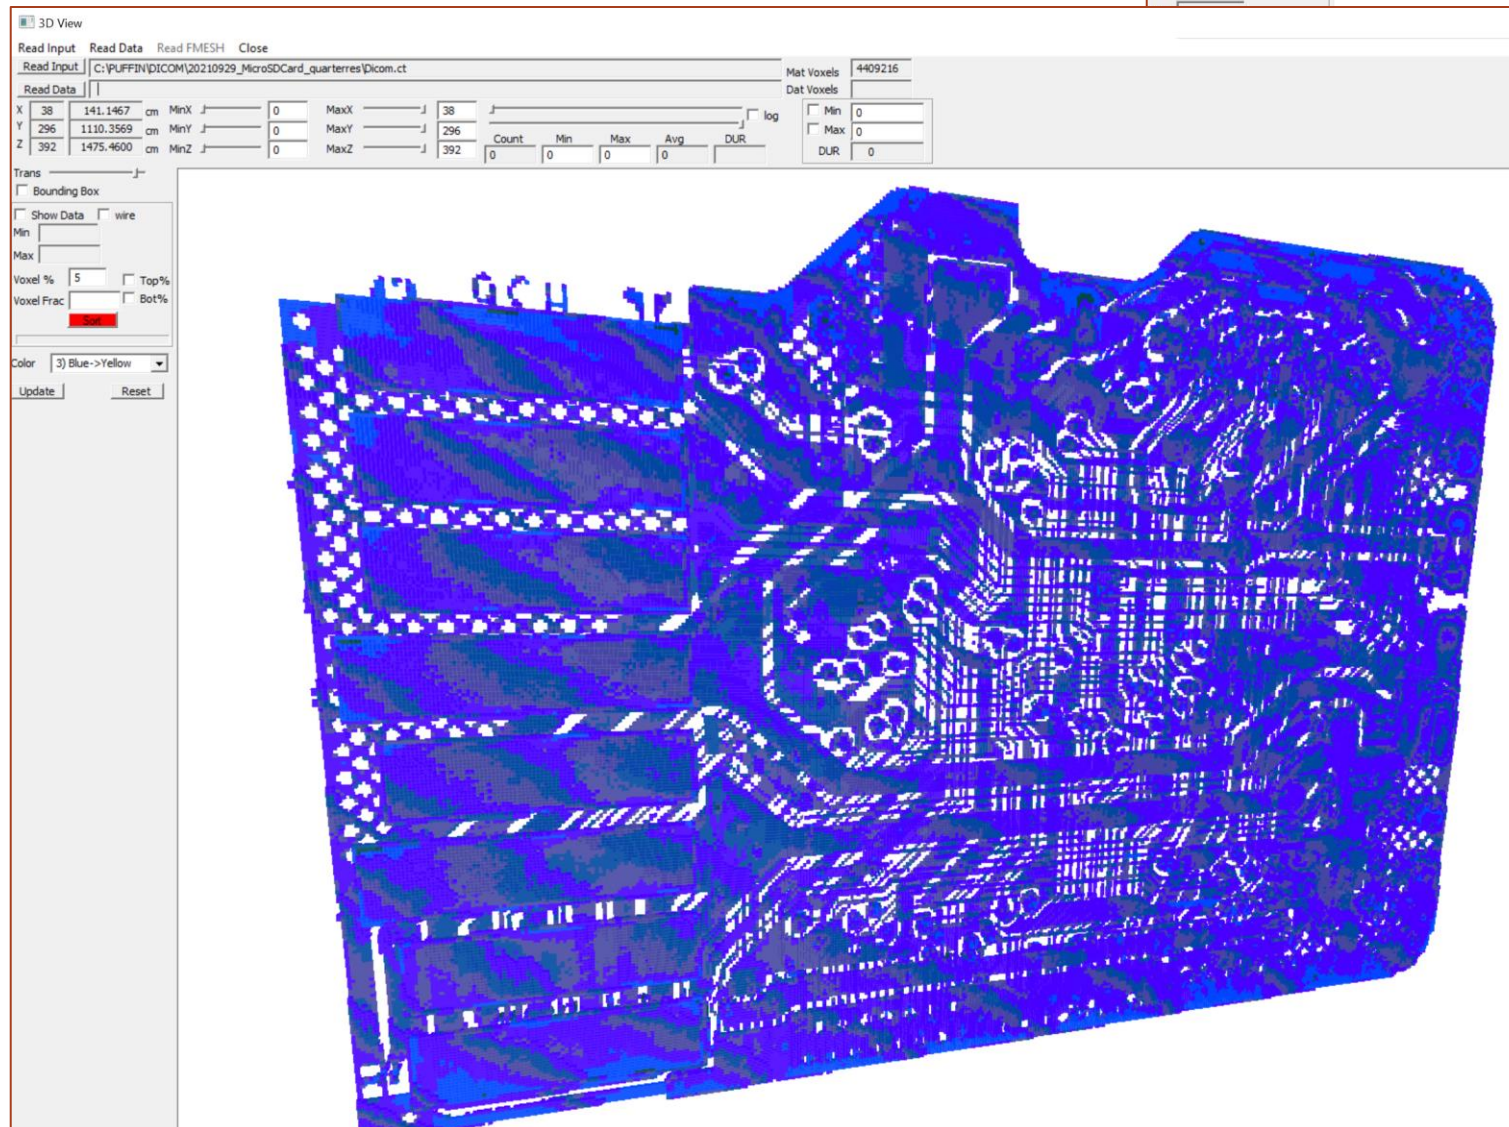 3D View
Read Input Read Data Read FMESH Close
Read Input C:\PUFFIN\DICOM\20210929_MicroSDCard_quarterres\Dicom.ct Mat Voxels 4409216
Read Data Dat Voxels
X 38 141.1467 cm MinX 0 MaxX 38 log Min 0
Y 296 1110.3569 cm MinY 0 MaxY 296 Count Min Max Avg DUR Max 0
Z 392 1475.4600 cm MinZ 0 MaxZ 392 0 0 0 0 DUR 0
Trans
Bounding Box
Show Data wire
Min
Max
Voxel % 5 Top%
Voxel Frac Bot%
Sort
Color 3) Blue->Yellow
Update Reset